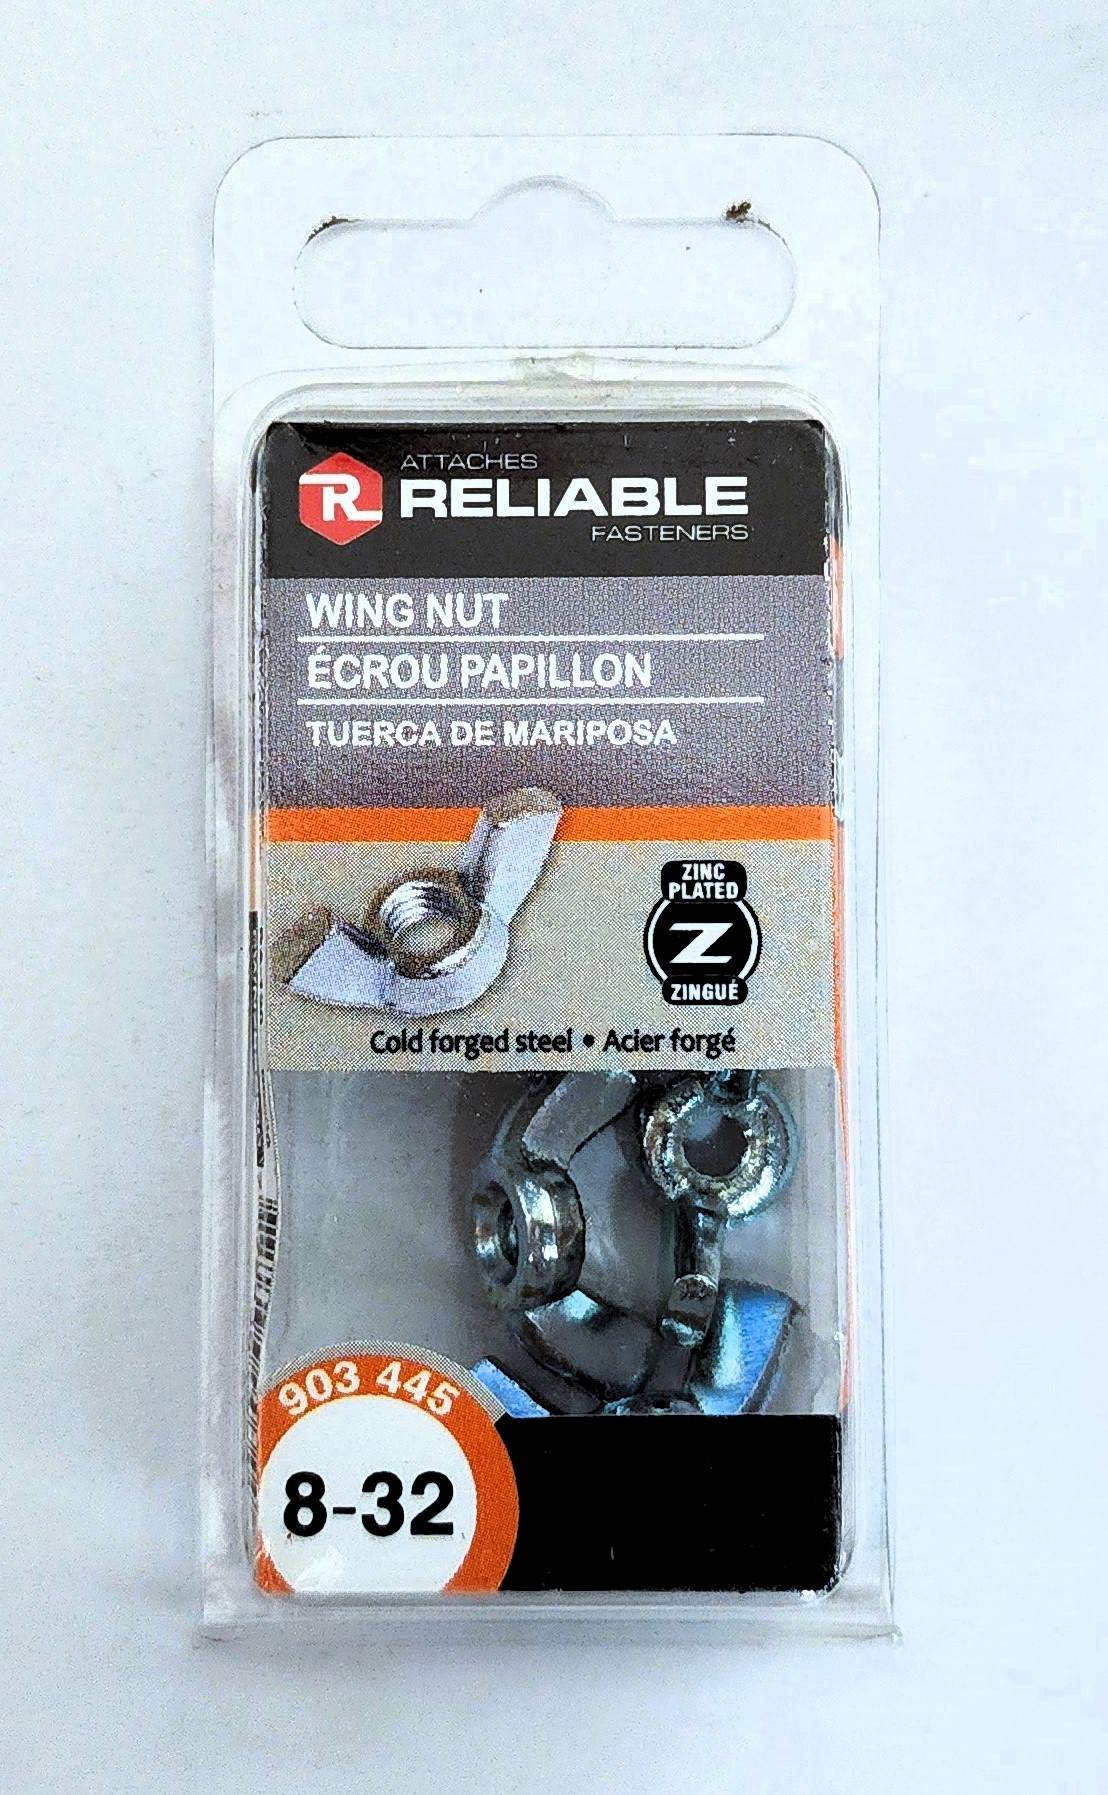 ATTACHES
RELIABLE
FASTENERS
WING NUT
ÉCROU PAPILLON
TUERCA DE MARIPOSA
ZINC
PLATED
Z
ZINGUÉ
Cold forged steel • Acier forgé
903 445
8-32